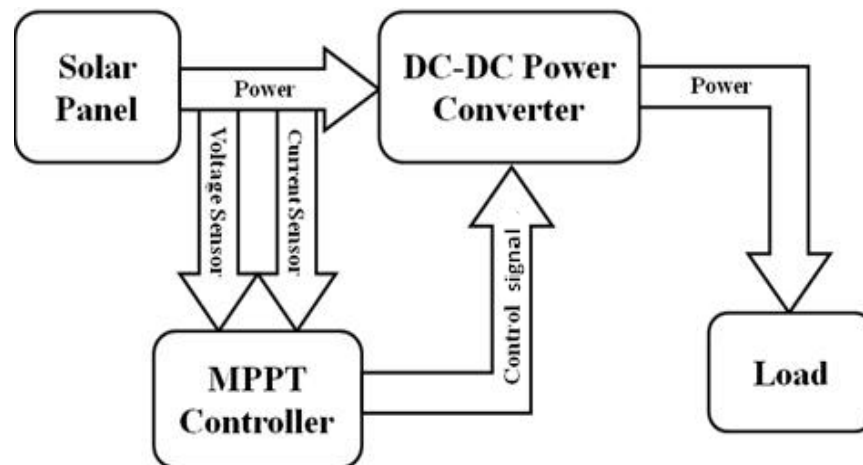 Solar
Panel
Power
DC-DC Power
Converter
Power
Voltage Sensor
Current Sensor
Control signal
MPPT
Controller
Load